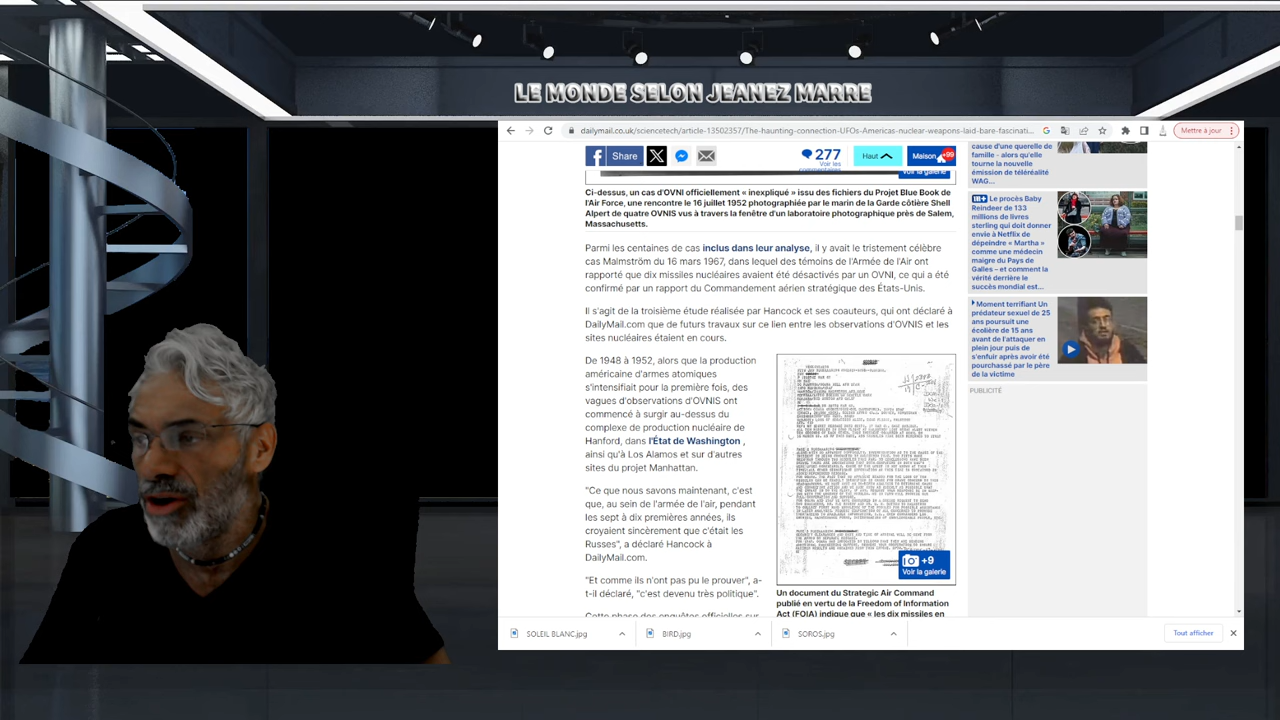 LE MONDE SELON JEANEZ MARRE
dailymail.co.uk/sciencetech/article-13502357/The-haunting-connection-UFOs-Americas-nuclear-weapons-laid-bare-fascinati...
Mettre à jour
Share
277
Voir les
commentaires
Haut
Maison
+99
Voir la galerie
Ci-dessus, un cas d'OVNI officiellement « inexpliqué » issu des fichiers du Projet Blue Book de
l'Air Force, une rencontre le 16 juillet 1952 photographiée par le marin de la Garde côtière Shell
Alpert de quatre OVNIS vus à travers la fenêtre d'un laboratoire photographique près de Salem,
Massachusetts.
Parmi les centaines de cas inclus dans leur analyse, il y avait le tristement célèbre
cas Malmström du 16 mars 1967, dans lequel des témoins de l'Armée de l'Air ont
rapporté que dix missiles nucléaires avaient été désactivés par un OVNI, ce qui a été
confirmé par un rapport du Commandement aérien stratégique des États-Unis.
Il s'agit de la troisième étude réalisée par Hancock et ses coauteurs, qui ont déclaré à
DailyMail.com que de futurs travaux sur ce lien entre les observations d'OVNIS et les
sites nucléaires étaient en cours.
De 1948 à 1952, alors que la production
américaine d'armes atomiques
s'intensifiait pour la première fois, des
vagues d'observations d'OVNIS ont
commencé à surgir au-dessus du
complexe de production nucléaire de
Hanford, dans l'État de Washington ,
ainsi qu'à Los Alamos et sur d'autres
sites du projet Manhattan.
"Ce que nous savons maintenant, c'est
que, au sein de l'armée de l'air, pendant
les sept à dix premières années, ils
croyaient sincèrement que c'était les
Russes", a déclaré Hancock à
DailyMail.com.
"Et comme ils n'ont pas pu le prouver", a-
t-il déclaré, "c'est devenu très politique".
Cette phase des enquêtes officielles sur
+9
Voir la galerie
Un document du Strategic Air Command
publié en vertu de la Freedom of Information
Act (FOIA) indique que « les dix missiles en
cause d'une querelle de
famille - alors qu'elle
tourne la nouvelle
émission de téléréalité
WAG...
Le procès Baby
Reindeer de 133
millions de livres
sterling qui doit donner
envie à Netflix de
dépeindre « Martha »
comme une médecin
maigre du Pays de
Galles – et comment la
vérité derrière le
succès mondial est...
Moment terrifiant Un
prédateur sexuel de 25
ans poursuit une
écolière de 15 ans
avant de l'attaquer en
plein jour puis de
s'enfuir après avoir été
pourchassé par le père
de la victime
PUBLICITÉ
SOLEIL BLANC.jpg
BIRD.jpg
SOROS.jpg
Tout afficher